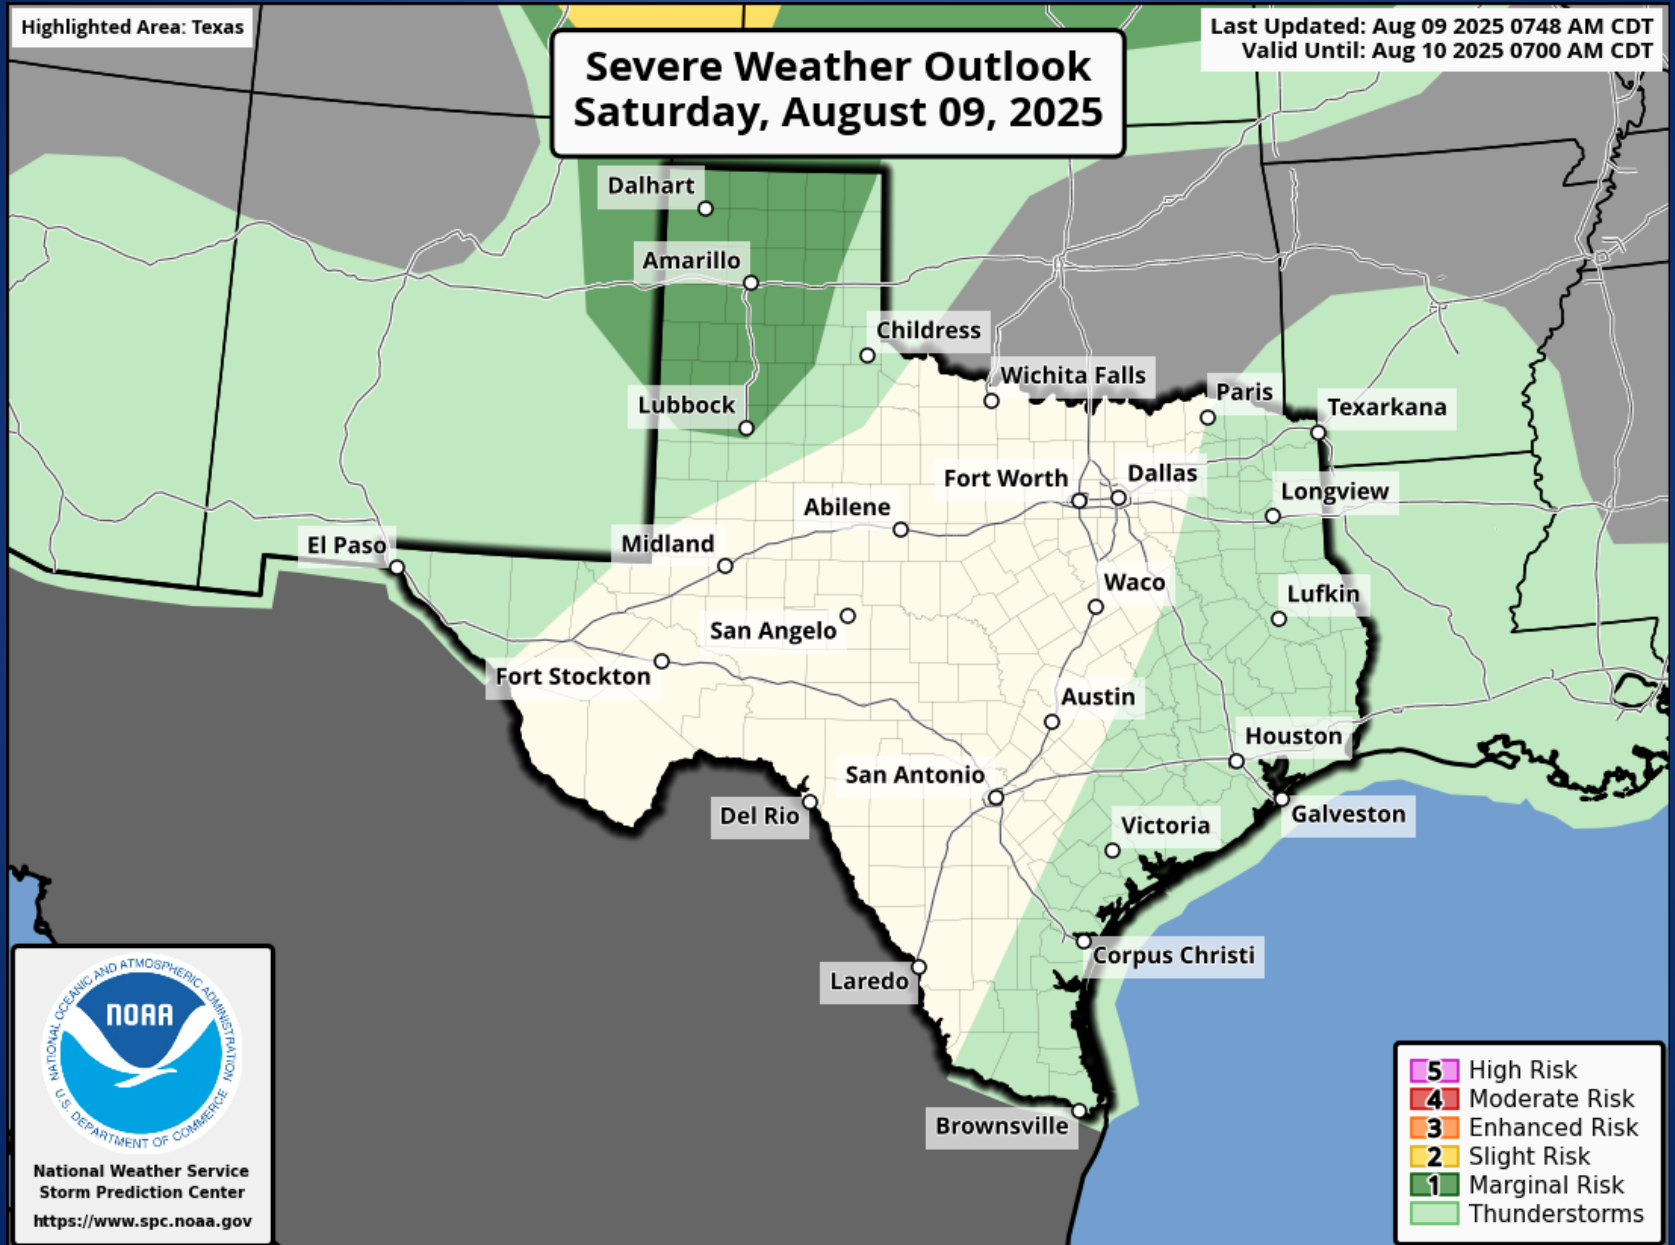 Highlighted Area: Texas
Last Updated: Aug 09 2025 0748 AM CDT
Valid Until: Aug 10 2025 0700 AM CDT
Severe Weather Outlook
Saturday, August 09, 2025
Dalhart
Amarillo
Childress
Wichita Falls
Paris
Lubbock
Texarkana
Fort Worth
Dallas
Longview
Abilene
El Paso
Midland
Waco
Lufkin
San Angelo
Fort Stockton
Austin
Houston
San Antonio
Del Rio
Galveston
Victoria
Corpus Christi
Laredo
Brownsville
NATIONAL OCEANIC AND ATMOSPHERIC ADMINISTRATION
NOAA
U.S. DEPARTMENT OF COMMERCE
National Weather Service
Storm Prediction Center
https://www.spc.noaa.gov
5 High Risk
4 Moderate Risk
3 Enhanced Risk
2 Slight Risk
1 Marginal Risk
Thunderstorms